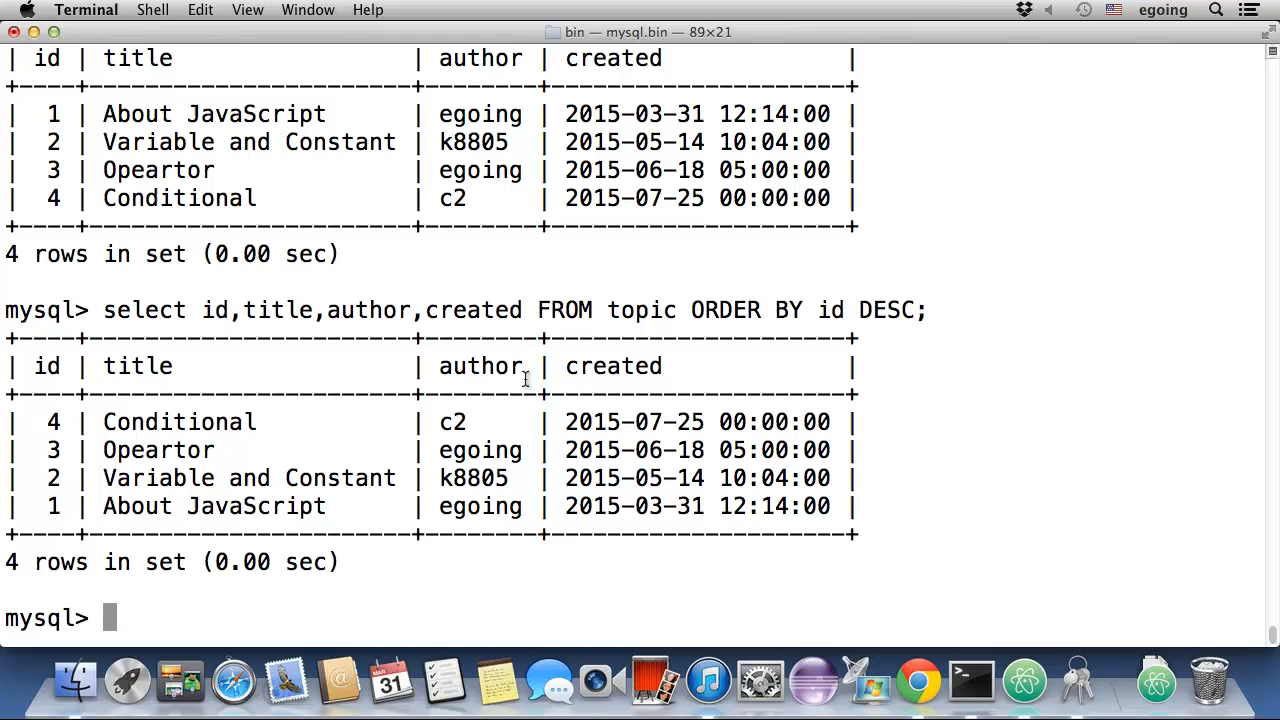 Terminal Shell Edit View Window Help egoing
bin — mysql.bin — 89×21
| id | title                 | author | created             |
+----+-----------------------+--------+---------------------+
|  1 | About JavaScript      | egoing | 2015-03-31 12:14:00 |
|  2 | Variable and Constant | k8805  | 2015-05-14 10:04:00 |
|  3 | Opeartor              | egoing | 2015-06-18 05:00:00 |
|  4 | Conditional           | c2     | 2015-07-25 00:00:00 |
+----+-----------------------+--------+---------------------+
4 rows in set (0.00 sec)
mysql> select id,title,author,created FROM topic ORDER BY id DESC;
+----+-----------------------+--------+---------------------+
| id | title                 | author | created             |
+----+-----------------------+--------+---------------------+
|  4 | Conditional           | c2     | 2015-07-25 00:00:00 |
|  3 | Opeartor              | egoing | 2015-06-18 05:00:00 |
|  2 | Variable and Constant | k8805  | 2015-05-14 10:04:00 |
|  1 | About JavaScript      | egoing | 2015-03-31 12:14:00 |
+----+-----------------------+--------+---------------------+
4 rows in set (0.00 sec)
mysql>
MAR
31